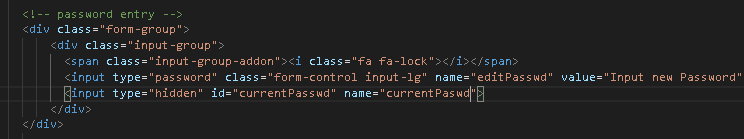 <!-- password entry -->
<div class="form-group">
<div class="input-group">
<span class="input-group-addon"><i class="fa fa-lock"></i></span>
<input type="password" class="form-control input-lg" name="editPasswd" value="Input new Password"
<input type="hidden" id="currentPasswd" name="currentPaswd">
</div>
</div>